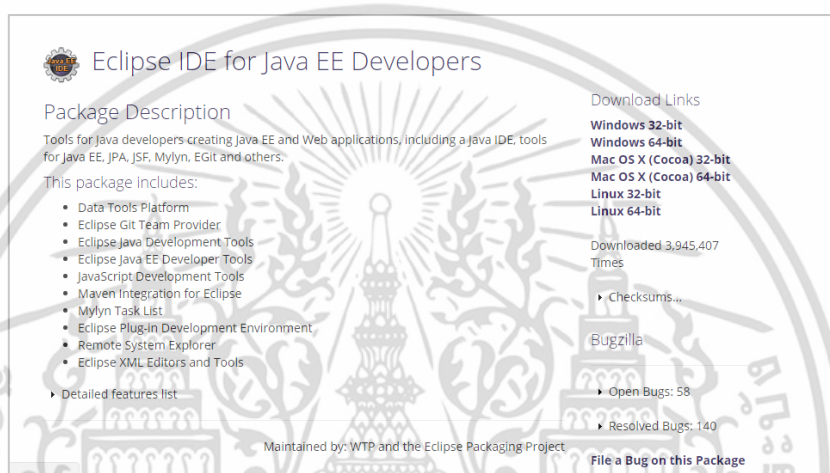 Java EE
IDE
Eclipse IDE for Java EE Developers
Package Description
Tools for Java developers creating Java EE and Web applications, including a Java IDE, tools
for Java EE, JPA, JSF, Mylyn, EGit and others.
This package includes:
Data Tools Platform
Eclipse Git Team Provider
Eclipse Java Development Tools
Eclipse Java EE Developer Tools
JavaScript Development Tools
Maven Integration for Eclipse
Mylyn Task List
Eclipse Plug-in Development Environment
Remote System Explorer
Eclipse XML Editors and Tools
Detailed features list
Maintained by: WTP and the Eclipse Packaging Project
Download Links
Windows 32-bit
Windows 64-bit
Mac OS X (Cocoa) 32-bit
Mac OS X (Cocoa) 64-bit
Linux 32-bit
Linux 64-bit
Downloaded 3,945,407
Times
Checksums...
Bugzilla
Open Bugs: 58
Resolved Bugs: 140
File a Bug on this Package